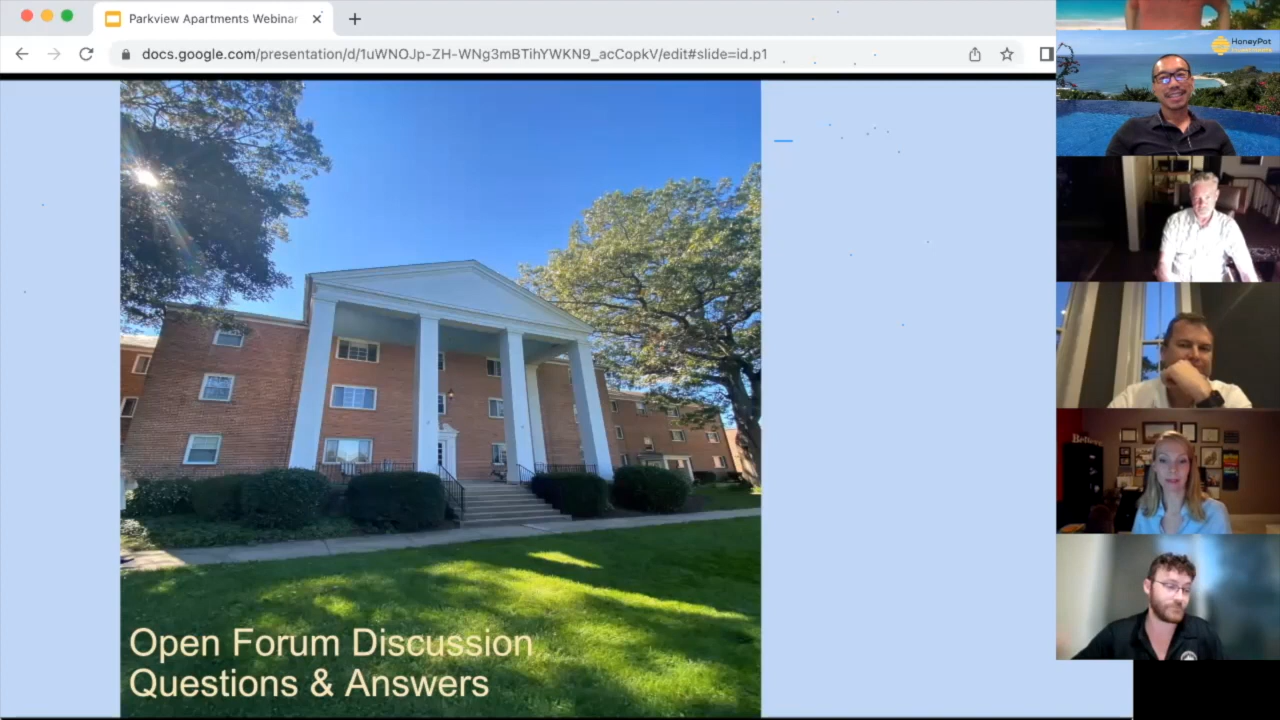 Parkview Apartments Webinar
docs.google.com/presentation/d/1uWNOJp-ZH-WNg3mBTihYWKN9_acCopkV/edit#slide=id.p1
HoneyPot
Believe
Open Forum Discussion
Questions & Answers